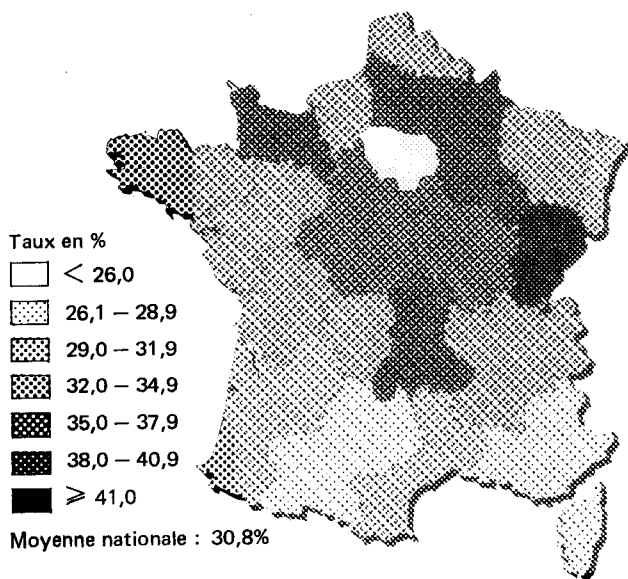 Taux en %
< 26,0
26,1 – 28,9
29,0 – 31,9
32,0 – 34,9
35,0 – 37,9
38,0 – 40,9
⩾ 41,0
Moyenne nationale : 30,8%